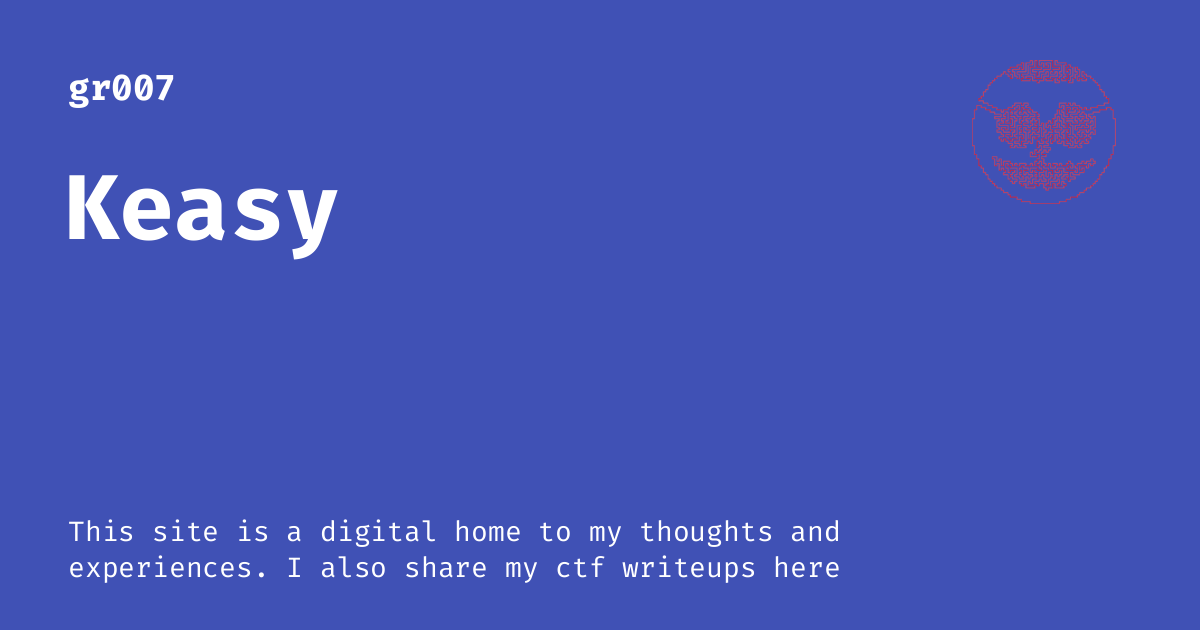 gr007
Keasy
This site is a digital home to my thoughts and
experiences. I also share my ctf writeups here